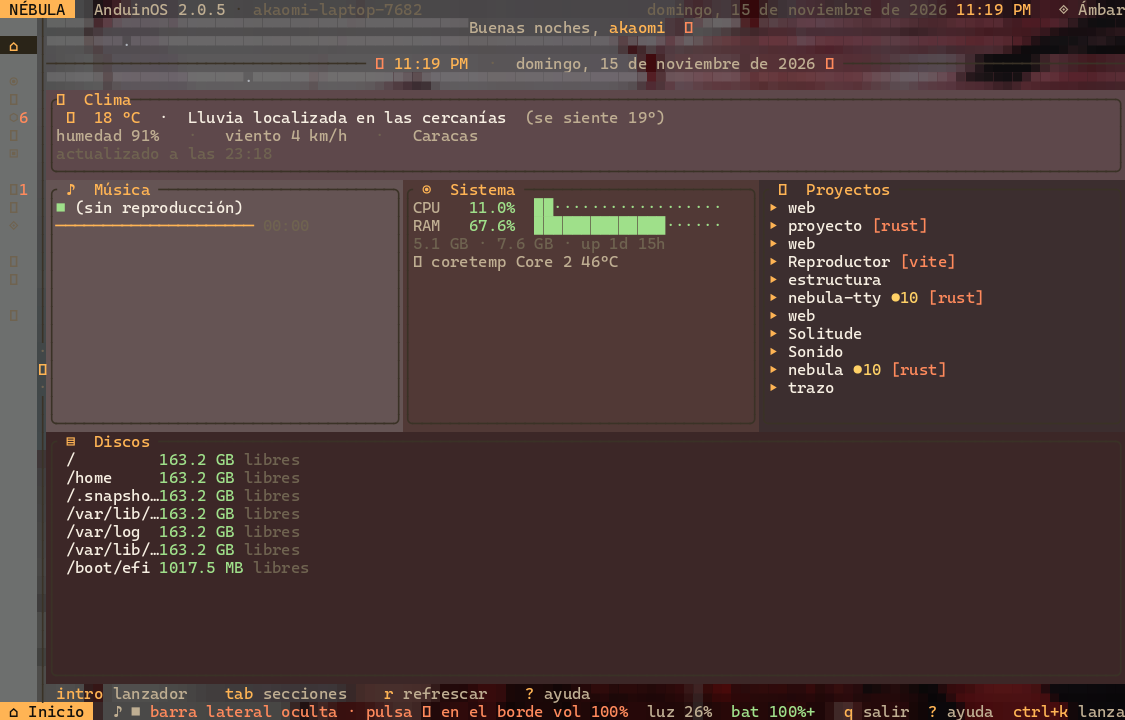 NÉBULA AnduinOS 2.0.5 · akaomi-laptop-7682 domingo, 15 de noviembre de 2026 11:19 PM Ámbar
Buenas noches, akaomi
11:19 PM · domingo, 15 de noviembre de 2026
Clima
18 °C · Lluvia localizada en las cercanías (se siente 19°)
6
humedad 91% · viento 4 km/h · Caracas
actualizado a las 23:18
1
♪ Música
■ (sin reproducción)
00:00
Sistema
CPU 11.0%
RAM 67.6%
5.1 GB · 7.6 GB · up 1d 15h
coretemp Core 2 46°C
Proyectos
▸ web
▸ proyecto [rust]
▸ web
▸ Reproductor [vite]
▸ estructura
▸ nebula-tty ●10 [rust]
▸ web
▸ Solitude
▸ Sonido
▸ nebula ●10 [rust]
▸ trazo
Discos
/ 163.2 GB libres
/home 163.2 GB libres
/.snapsho…163.2 GB libres
/var/lib/…163.2 GB libres
/var/log 163.2 GB libres
/var/lib/…163.2 GB libres
/boot/efi 1017.5 MB libres
intro lanzador tab secciones r refrescar ? ayuda
⌂ Inicio ♪ ■ barra lateral oculta · pulsa en el borde vol 100% luz 26% bat 100%+ q salir ? ayuda ctrl+k lanza